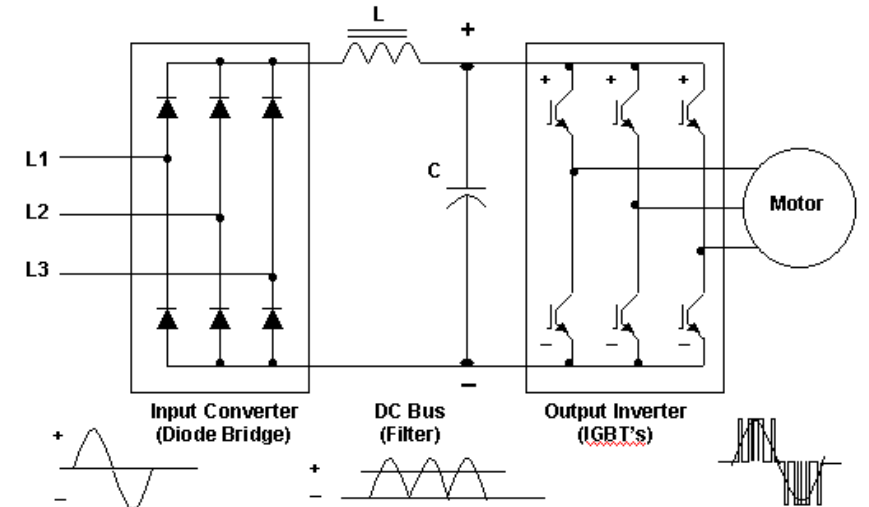 L
+
+ + +
L1
C
L2
Motor
L3
– – –
–
Input Converter
(Diode Bridge)
DC Bus
(Filter)
Output Inverter
(IGBT's)
+
–
+
–